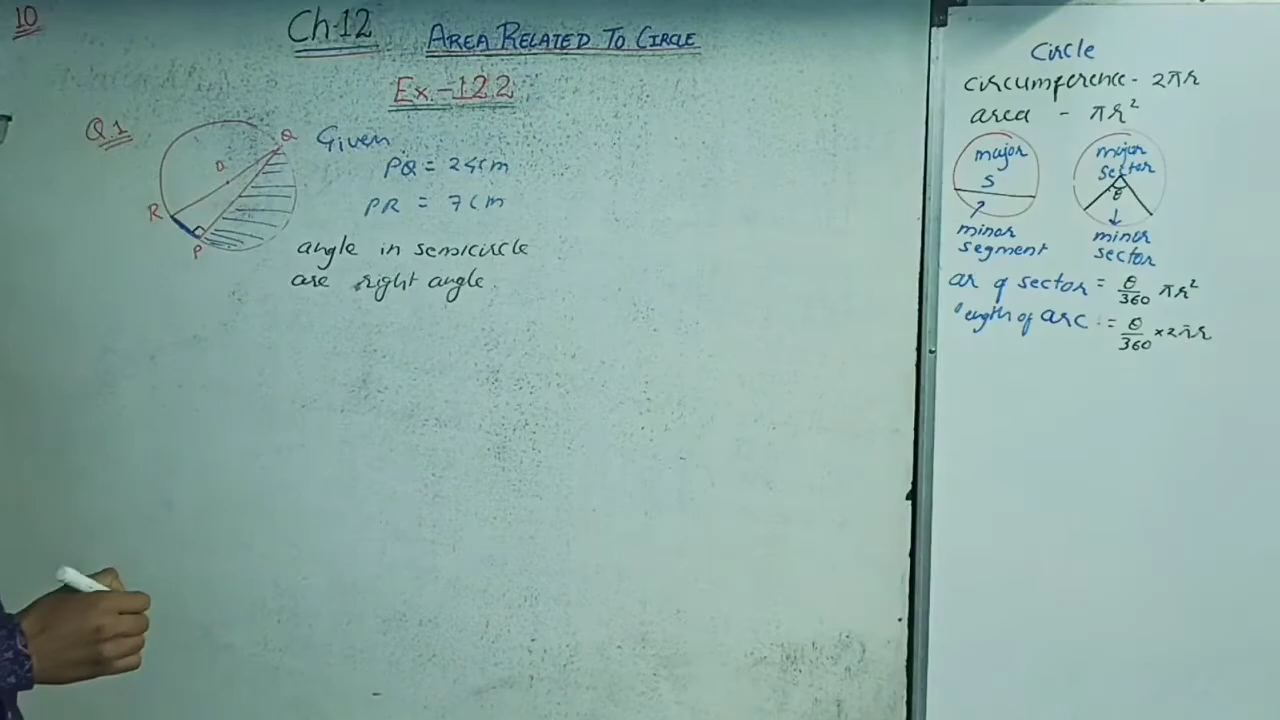 10
Ch-12 AREA RELATED TO CIRCLE
Ex.-12.2
Q.1
Q
O
R
P
Given
PQ = 24cm
PR = 7cm
angle in semicircle
are right angle.
Circle
circumference - 2πr
area - πr²
major
S
minor
segment
major
sector
θ
minor
sector
ar of sector = θ/360 πr²
length of arc = θ/360 × 2πr